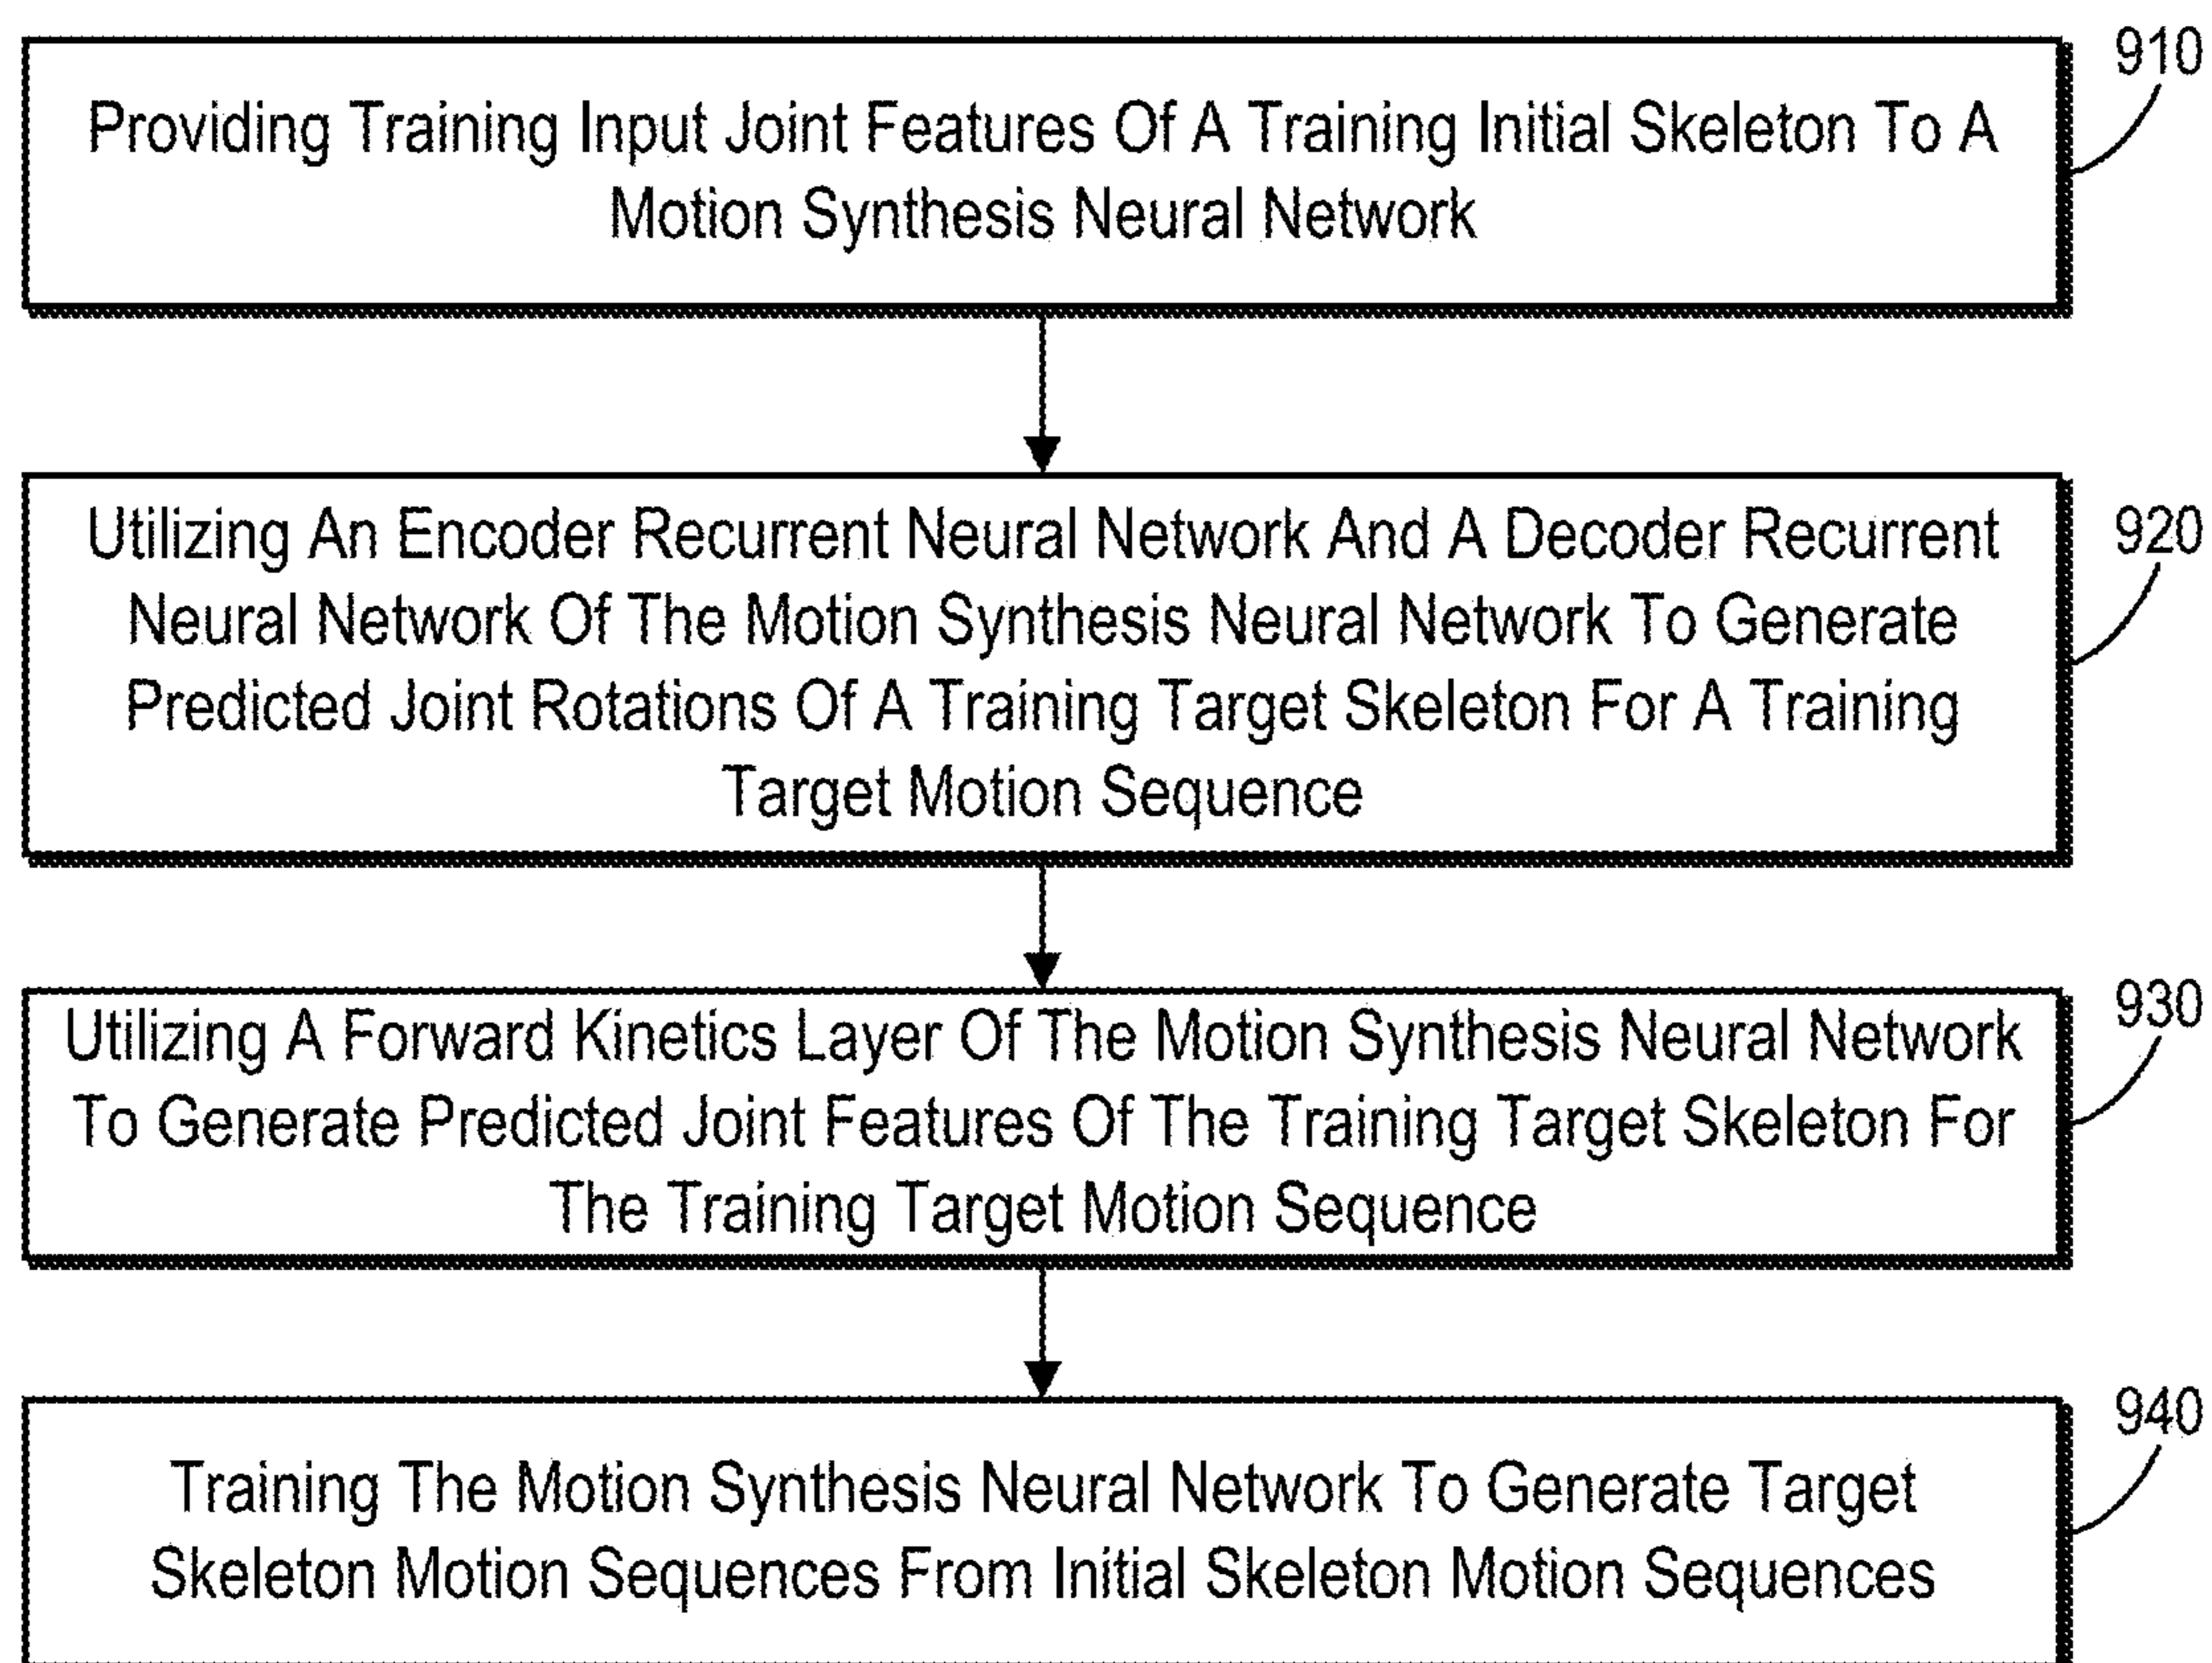 910
Providing Training Input Joint Features Of A Training Initial Skeleton To A
Motion Synthesis Neural Network
920
Utilizing An Encoder Recurrent Neural Network And A Decoder Recurrent
Neural Network Of The Motion Synthesis Neural Network To Generate
Predicted Joint Rotations Of A Training Target Skeleton For A Training
Target Motion Sequence
930
Utilizing A Forward Kinetics Layer Of The Motion Synthesis Neural Network
To Generate Predicted Joint Features Of The Training Target Skeleton For
The Training Target Motion Sequence
940
Training The Motion Synthesis Neural Network To Generate Target
Skeleton Motion Sequences From Initial Skeleton Motion Sequences